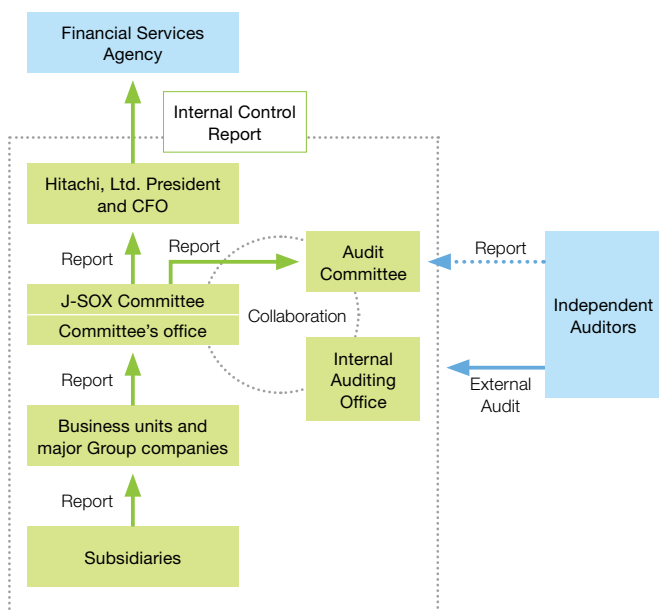 Financial Services
Agency
Internal Control
Report
Hitachi, Ltd. President
and CFO
Report
Report
Audit
Committee
Report
Independent
Auditors
J-SOX Committee
Committee's office
Collaboration
Internal
Auditing
Office
External
Audit
Report
Business units and
major Group companies
Report
Subsidiaries